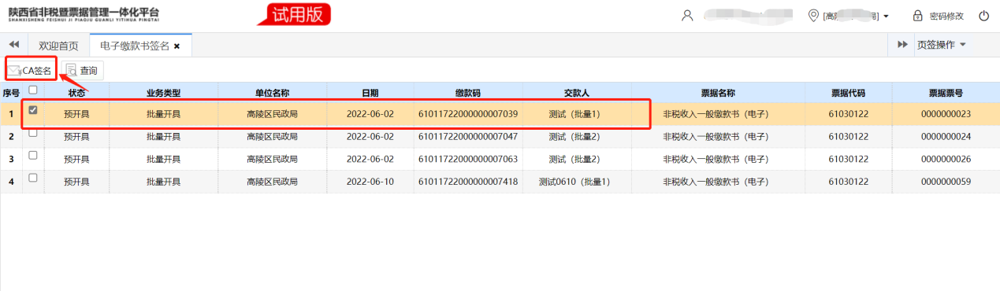 陕西省非税暨票据管理一体化平台
SHANXISHENG FEISHUI JI PIAOJU GUANLI YITIHUA PINGTAI
试用版
[高 局] 密码修改
欢迎首页 电子缴款书签名 × 页签操作
CA签名 查询
序号 状态 业务类型 单位名称 日期 缴款码 交款人 票据名称 票据代码 票据票号
1 预开具 批量开具 高陵区民政局 2022-06-02 61011722000000007039 测试（批量1） 非税收入一般缴款书（电子） 61030122 0000000023
2 预开具 批量开具 高陵区民政局 2022-06-02 61011722000000007047 测试（批量2） 非税收入一般缴款书（电子） 61030122 0000000024
3 预开具 批量开具 高陵区民政局 2022-06-02 61011722000000007063 测试（批量2） 非税收入一般缴款书（电子） 61030122 0000000026
4 预开具 批量开具 高陵区民政局 2022-06-10 61011722000000007418 测试0610（批量1） 非税收入一般缴款书（电子） 61030122 0000000059